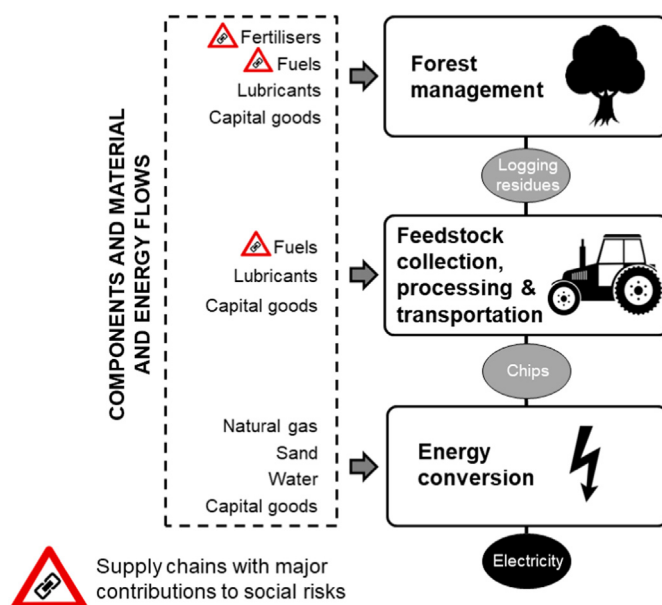 COMPONENTS AND MATERIAL
AND ENERGY FLOWS
Fertilisers
Fuels
Lubricants
Capital goods
Forest
management
Logging
residues
Fuels
Lubricants
Capital goods
Feedstock
collection,
processing &
transportation
Chips
Natural gas
Sand
Water
Capital goods
Energy
conversion
Electricity
Supply chains with major
contributions to social risks